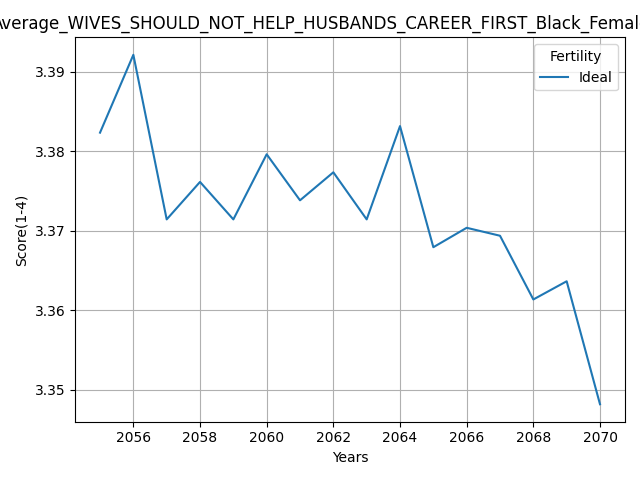 Average_WIVES_SHOULD_NOT_HELP_HUSBANDS_CAREER_FIRST_Black_Femal
Fertility
Ideal
3.39
3.38
3.37
3.36
3.35
Score(1-4)
2056 2058 2060 2062 2064 2066 2068 2070
Years